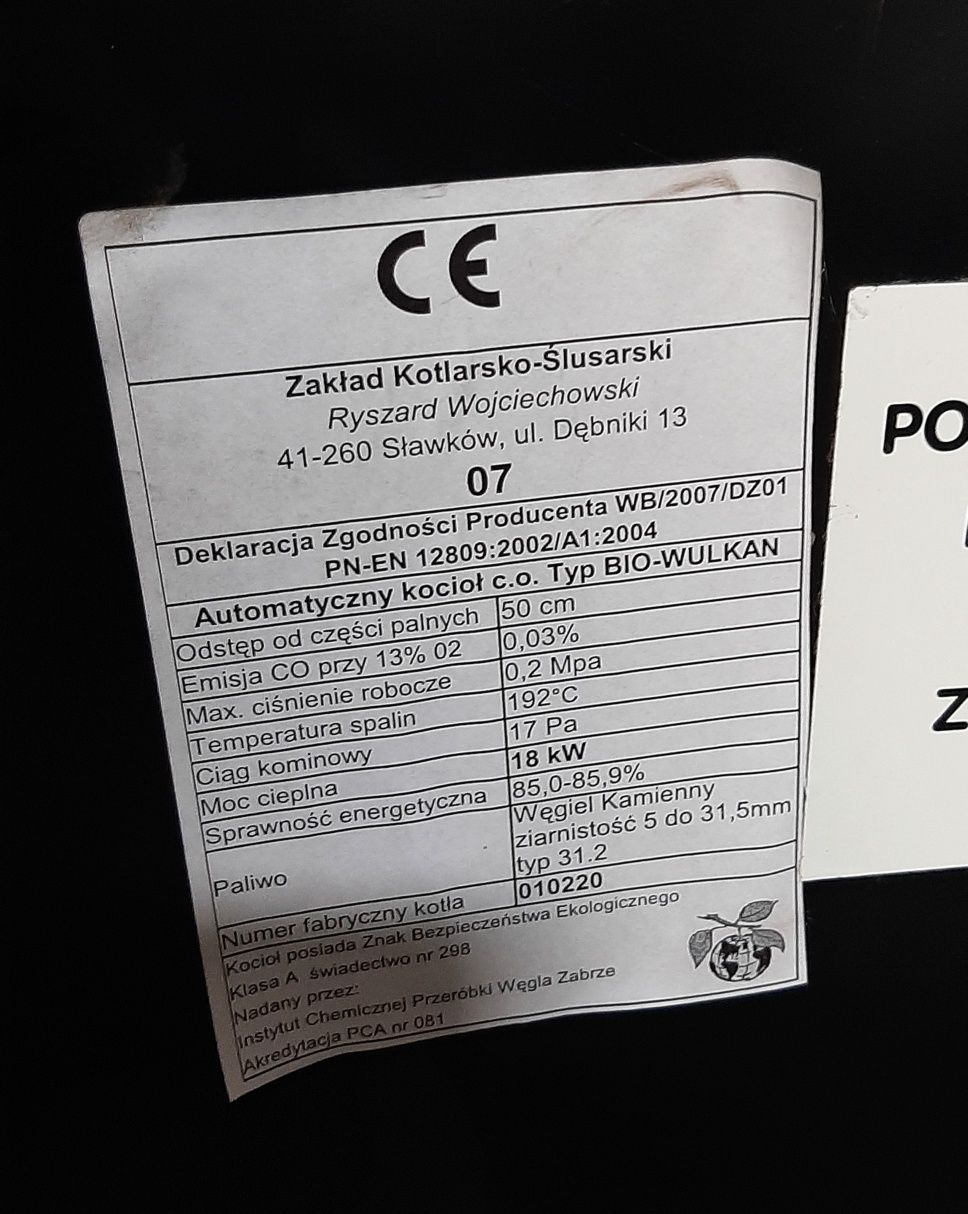 CE
Zakład Kotlarsko-Ślusarski
Ryszard Wojciechowski
41-260 Sławków, ul. Dębniki 13
07
Deklaracja Zgodności Producenta WB/2007/DZ01
PN-EN 12809:2002/A1:2004
Automatyczny kocioł c.o. Typ BIO-WULKAN
Odstęp od części palnych 50 cm
Emisja CO przy 13% 02 0,03%
Max. ciśnienie robocze 0,2 Mpa
Temperatura spalin 192°C
Ciąg kominowy 17 Pa
Moc cieplna 18 kW
Sprawność energetyczna 85,0-85,9%
Paliwo Węgiel Kamienny
ziarnistość 5 do 31,5mm
typ 31.2
Numer fabryczny kotła 010220
Kocioł posiada Znak Bezpieczeństwa Ekologicznego
Klasa A świadectwo nr 298
Nadany przez:
Instytut Chemicznej Przeróbki Węgla Zabrze
Akredytacja PCA nr 081
PO
Z